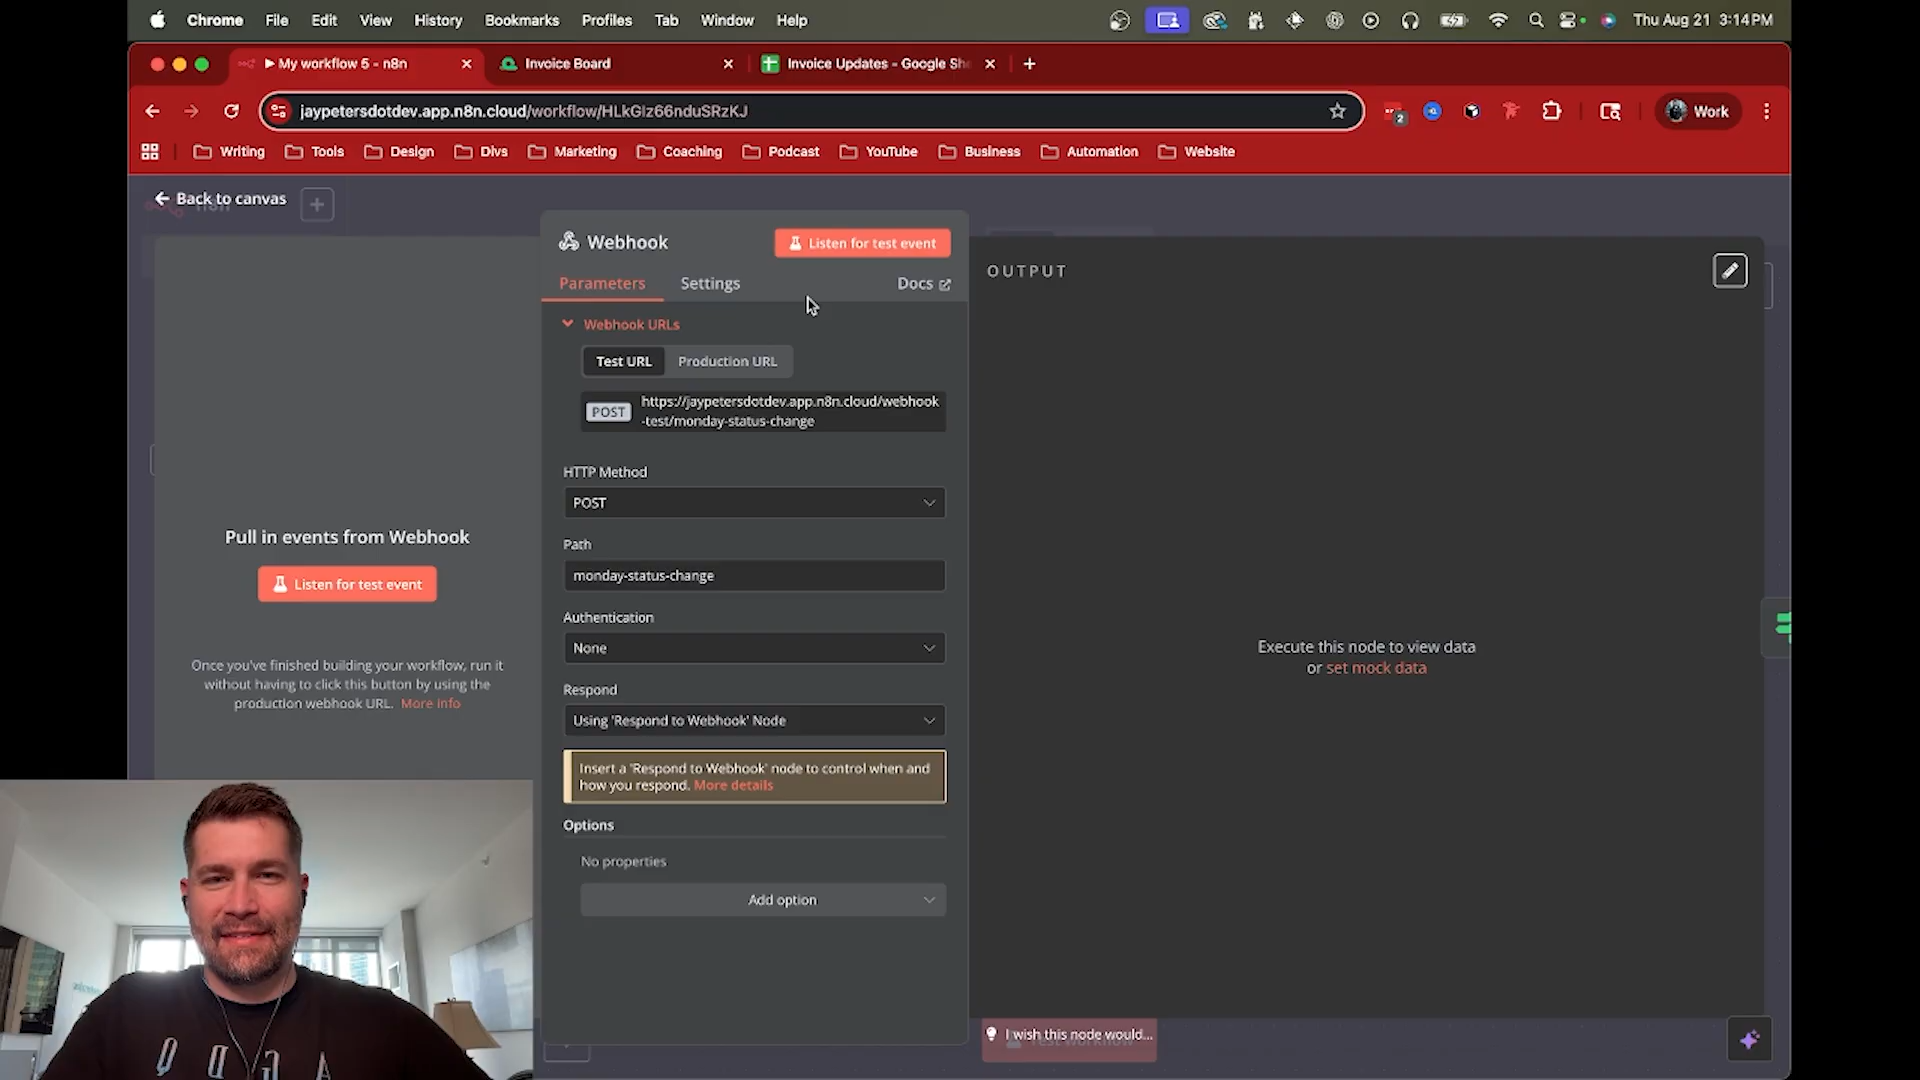 Chrome File Edit View History Bookmarks Profiles Tab Window Help Thu Aug 21 3:14 PM
My workflow 5 - n8n
Invoice Board
Invoice Updates - Google She
jaypetersdotdev.app.n8n.cloud/workflow/HLkGIz66nduSRzKJ
2
Work
Writing Tools Design Divs Marketing Coaching Podcast YouTube Business Automation Website
Back to canvas
Webhook
Listen for test event
Parameters Settings Docs
OUTPUT
Webhook URLs
Test URL Production URL
POST
https://jaypetersdotdev.app.n8n.cloud/webhook
-test/monday-status-change
HTTP Method
POST
Path
monday-status-change
Authentication
None
Respond
Using 'Respond to Webhook' Node
Insert a 'Respond to Webhook' node to control when and
how you respond. More details
Options
No properties
Add option
Pull in events from Webhook
Listen for test event
Once you've finished building your workflow, run it
without having to click this button by using the
production webhook URL. More info
Execute this node to view data
or set mock data
I wish this node would...